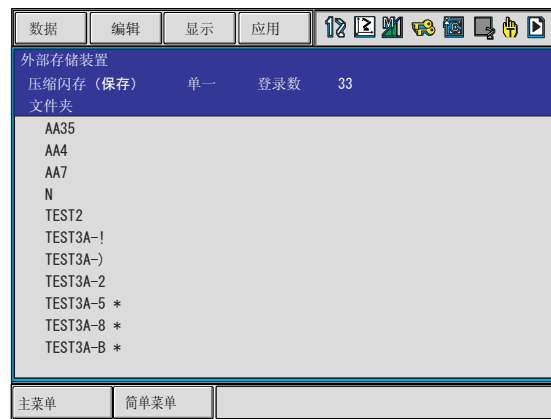 数据 编辑 显示 应用
外部存储装置
压缩闪存（保存） 单一 登录数 33
文件夹
AA35
AA4
AA7
N
TEST2
TEST3A-!
TEST3A-)
TEST3A-2
TEST3A-5 *
TEST3A-8 *
TEST3A-B *
主菜单 简单菜单